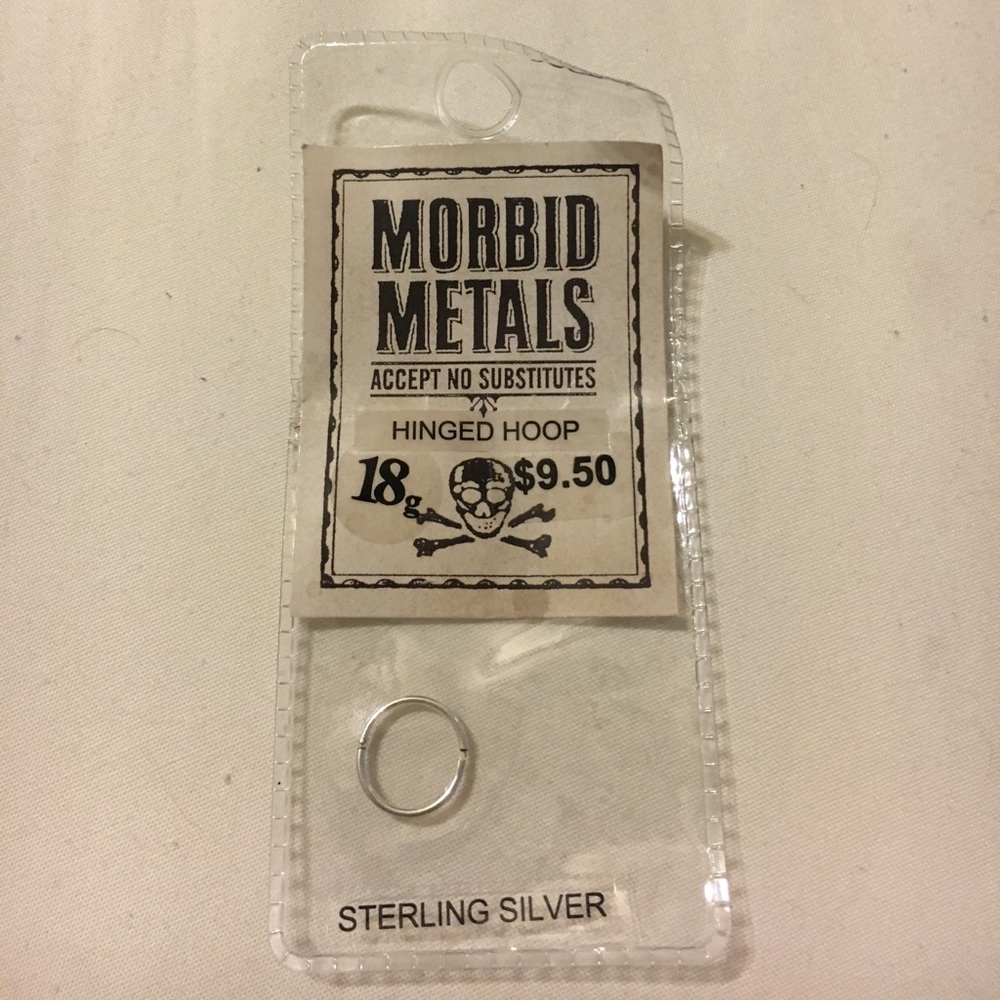 MORBID
METALS
ACCEPT NO SUBSTITUTES
HINGED HOOP
18g $9.50
STERLING SILVER